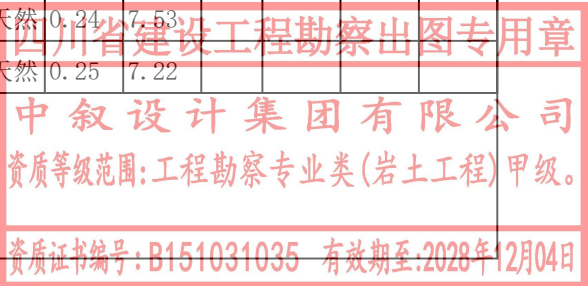 天然 0.24 7.53
四川省建设工程勘察出图专用章
天然 0.25 7.22
中叙设计集团有限公司
资质等级范围:工程勘察专业类(岩土工程)甲级。
资质证书编号:B151031035 有效期至:2028年12月04日